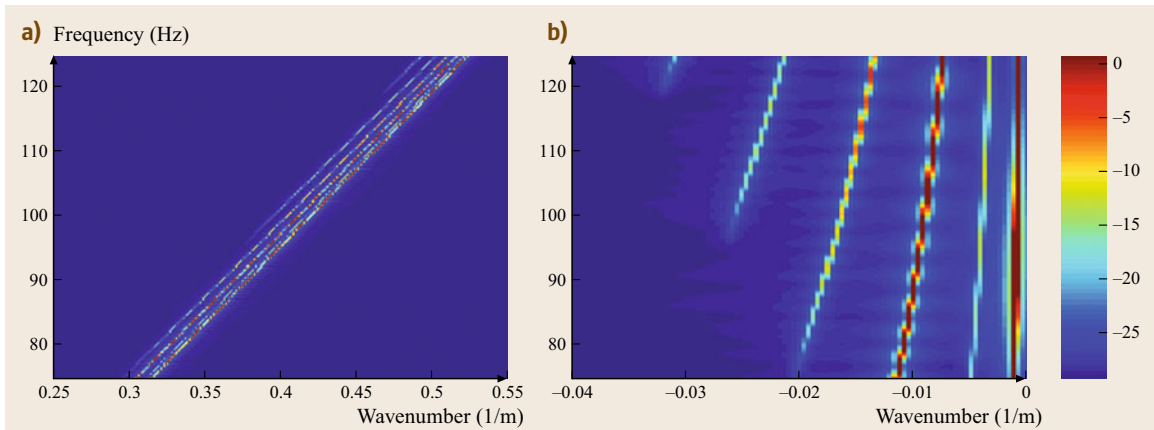 a) Frequency (Hz)
120
110
100
90
80
0.25 0.3 0.35 0.4 0.45 0.5 0.55
Wavenumber (1/m)
b)
120
110
100
90
80
–0.04 –0.03 –0.02 –0.01 0
Wavenumber (1/m)
0
–5
–10
–15
–20
–25